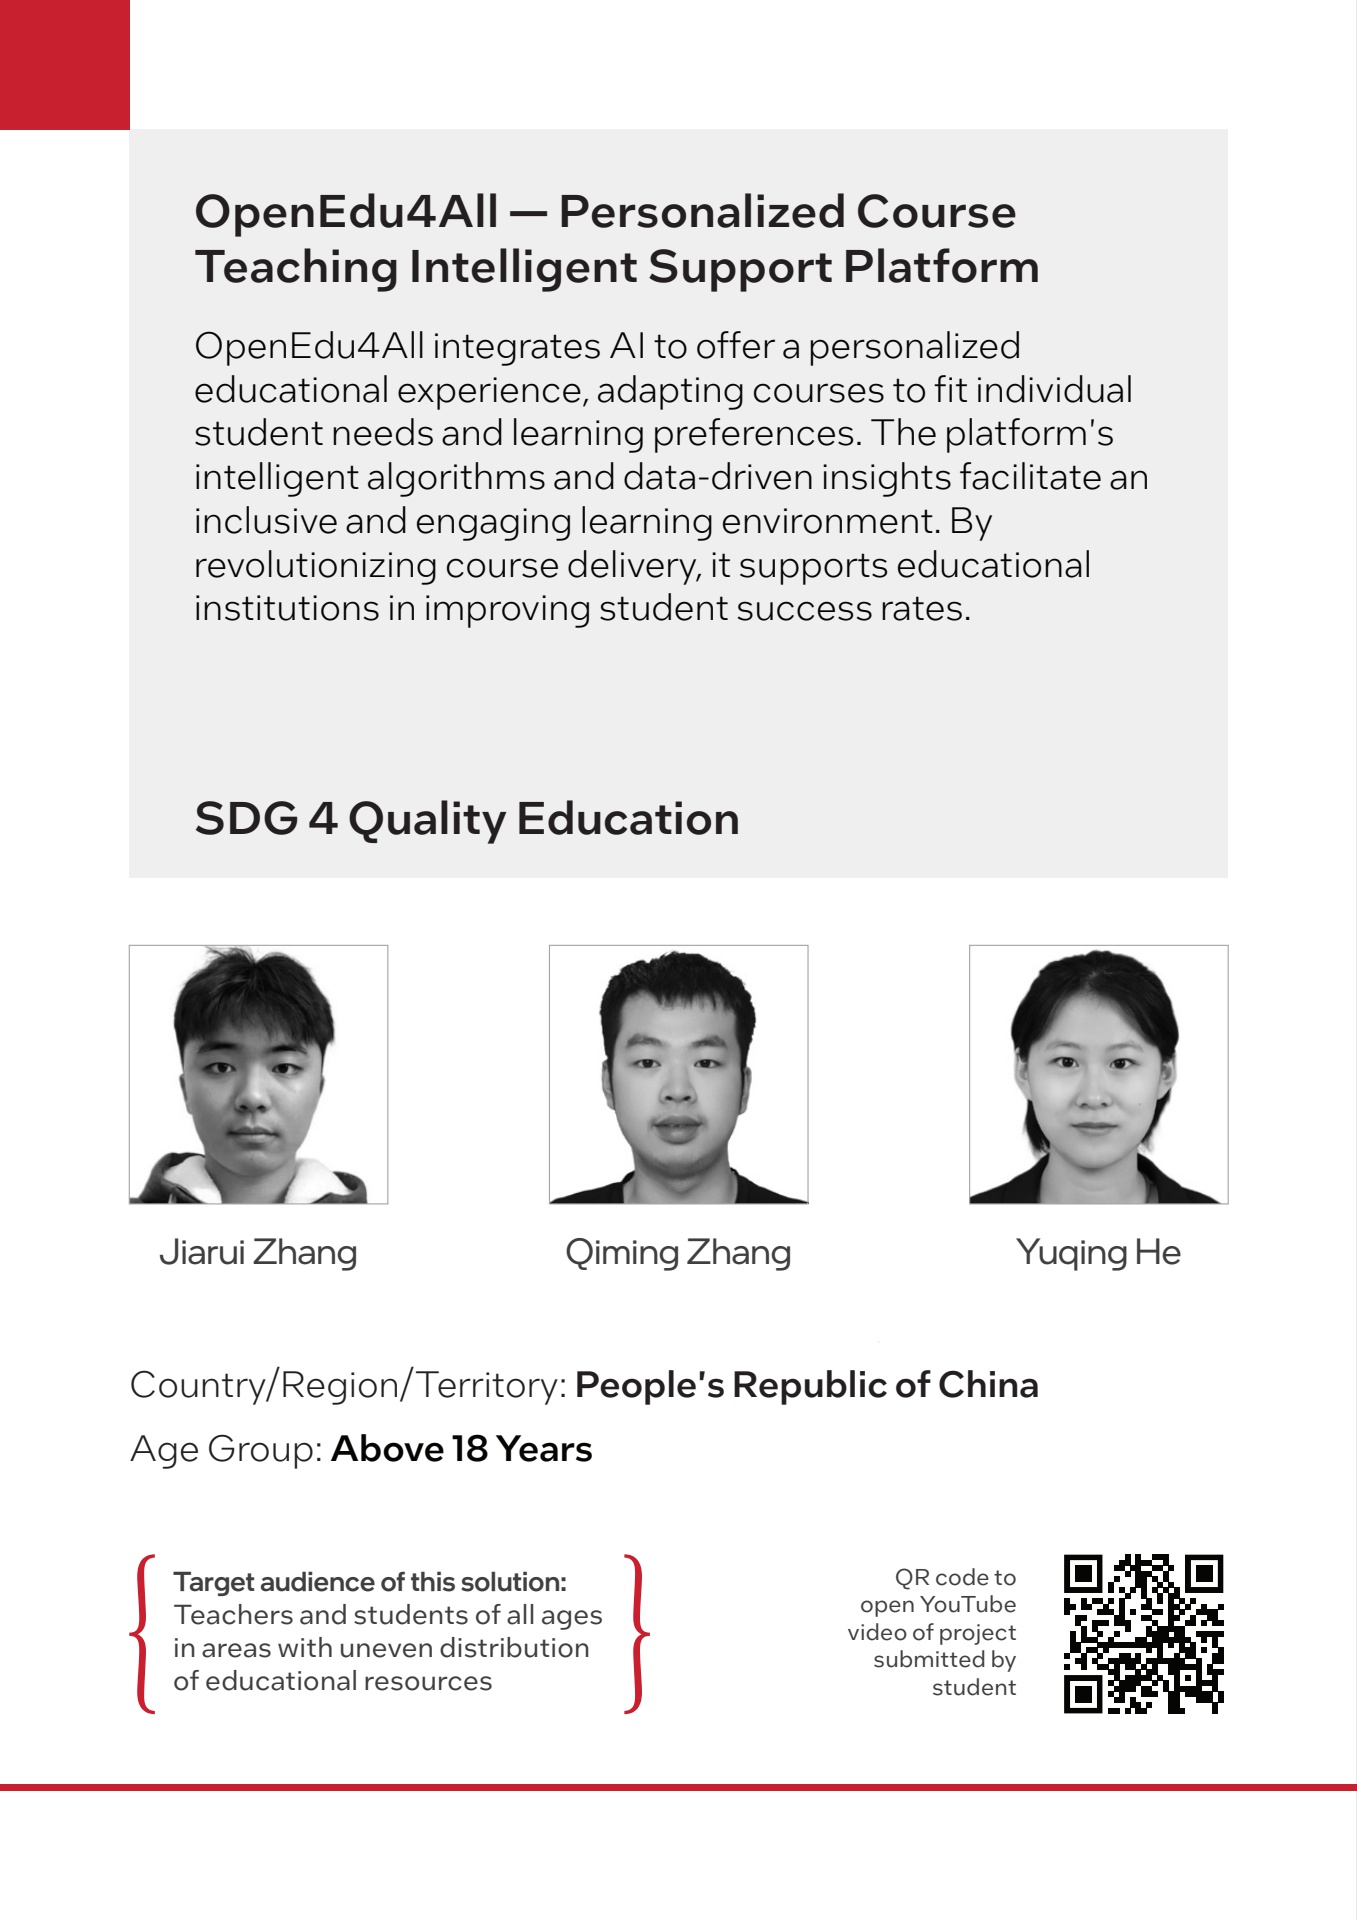 OpenEdu4All — Personalized Course
Teaching Intelligent Support Platform
OpenEdu4All integrates AI to offer a personalized
educational experience, adapting courses to fit individual
student needs and learning preferences. The platform's
intelligent algorithms and data-driven insights facilitate an
inclusive and engaging learning environment. By
revolutionizing course delivery, it supports educational
institutions in improving student success rates.
SDG 4 Quality Education
Jiarui Zhang
Qiming Zhang
Yuqing He
Country/Region/Territory: People's Republic of China
Age Group: Above 18 Years
Target audience of this solution:
Teachers and students of all ages
in areas with uneven distribution
of educational resources
QR code to
open YouTube
video of project
submitted by
student